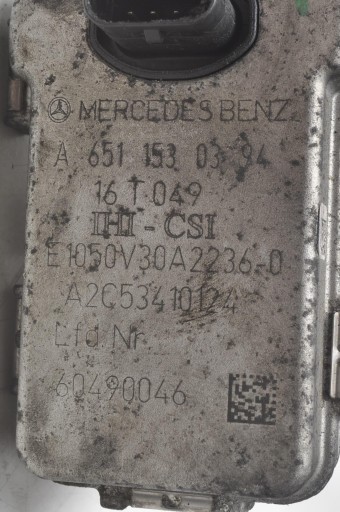 MERCEDES BENZ
A 651 153 03 94
16 T 049
IHI - CSI
E1050V30A2236-0
A2C53410124
Lfd Nr.
60490046